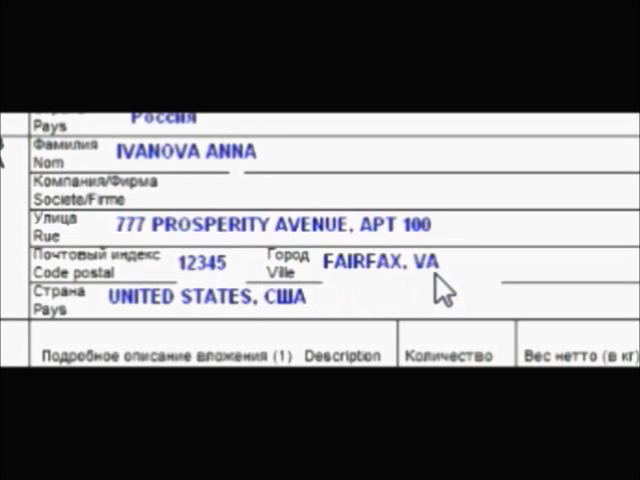 Pays Россия
Фамилия IVANOVA ANNA
Nom
Компания/Фирма
Societe/Firme
Улица 777 PROSPERITY AVENUE, APT 100
Rue
Почтовый индекс 12345 Город FAIRFAX, VA
Code postal Ville
Страна UNITED STATES, США
Pays
Подробное описание вложения (1) Description Количество Вес нетто (в кг)